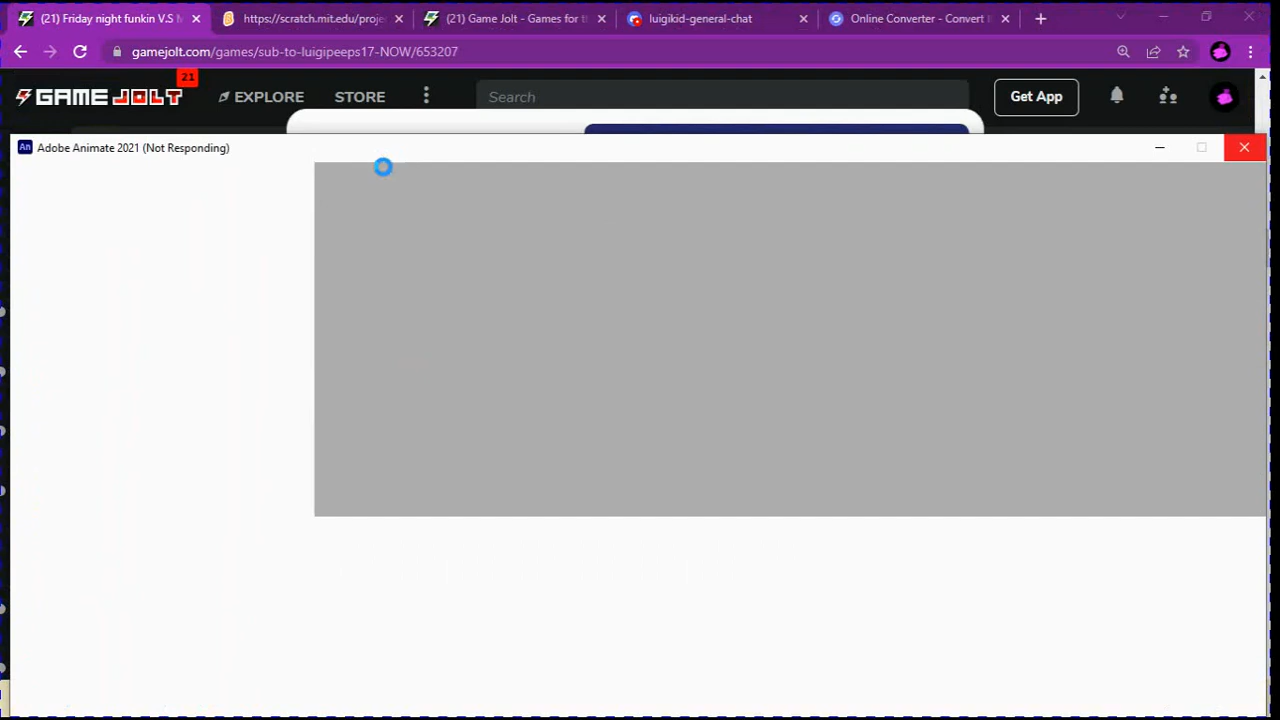 (21) Friday night funkin V.S M
https://scratch.mit.edu/proje
(21) Game Jolt - Games for th
luigikid-general-chat
Online Converter - Convert
gamejolt.com/games/sub-to-luigipeeps17-NOW/653207
GAME JOLT
21
EXPLORE
STORE
Search
Get App
An
Adobe Animate 2021 (Not Responding)